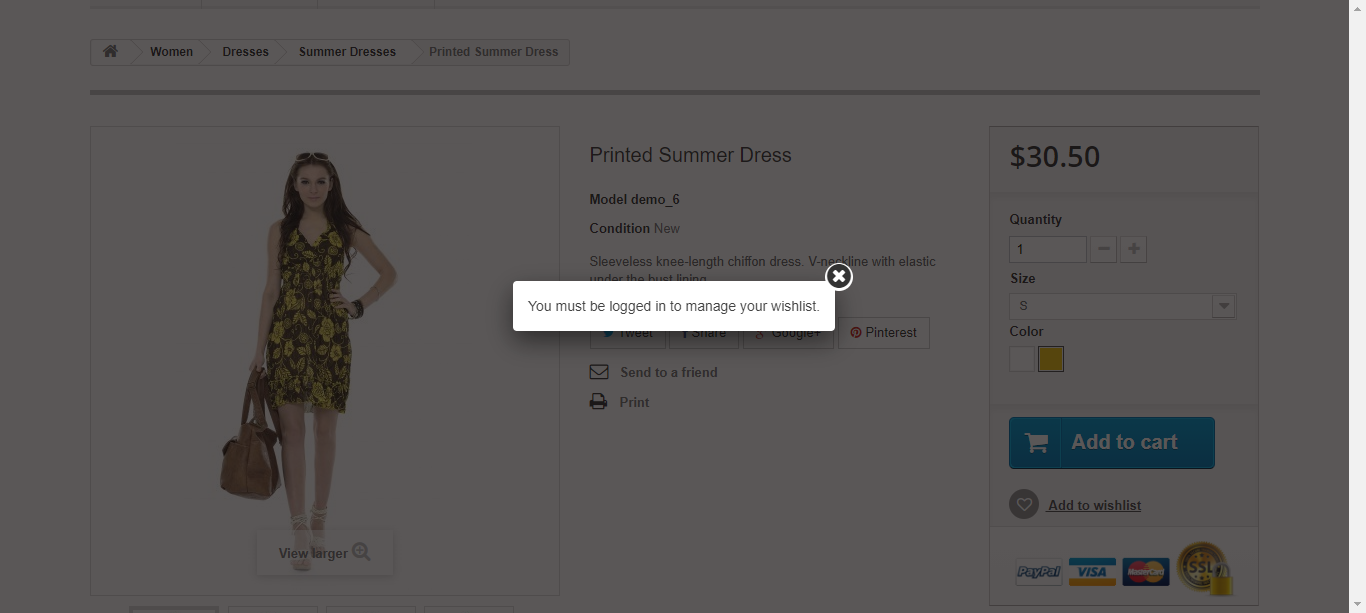 Women Dresses Summer Dresses Printed Summer Dress
Printed Summer Dress
Model demo_6
Condition New
Sleeveless knee-length chiffon dress. V-neckline with elastic
under the bust lining.
You must be logged in to manage your wishlist.
Tweet Share Google+ Pinterest
Send to a friend
Print
View larger
$30.50
Quantity
1
Size
S
Color
Add to cart
Add to wishlist
PayPal VISA MasterCard SSL